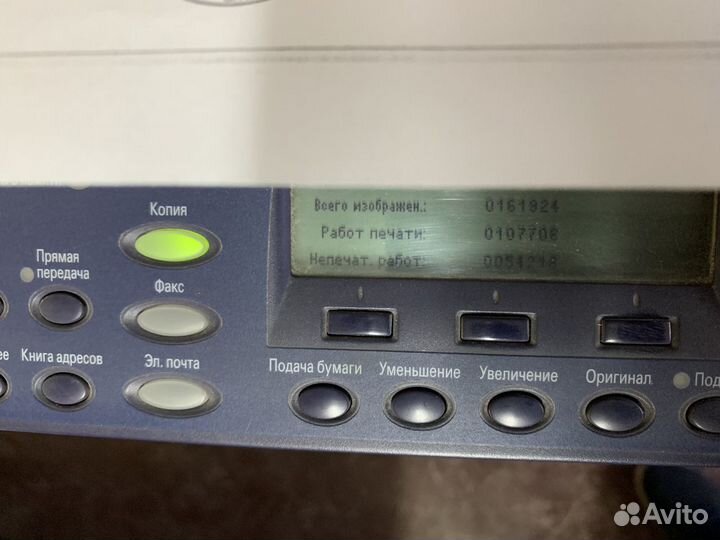 Всего изображен.: 0161924
Работ печати: 0107708
Непечат. работ:
Копия
Прямая
передача
Факс
Книга адресов
Эл. почта
Подача бумаги Уменьшение Увеличение Оригинал
Avito